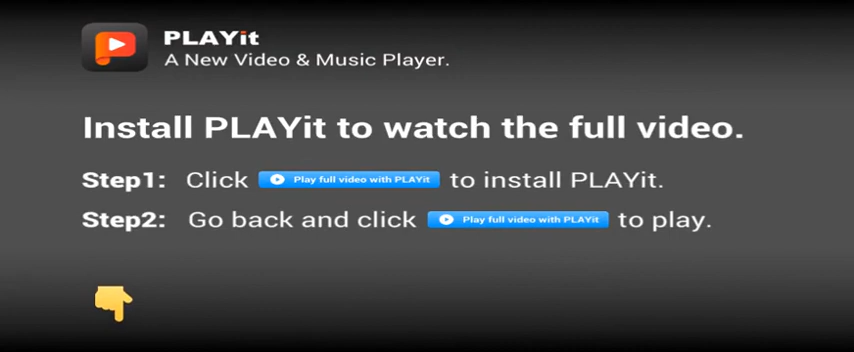 PLAYit
A New Video & Music Player.
Install PLAYit to watch the full video.
Step1: Click Play full video with PLAYit to install PLAYit.
Step2: Go back and click Play full video with PLAYit to play.